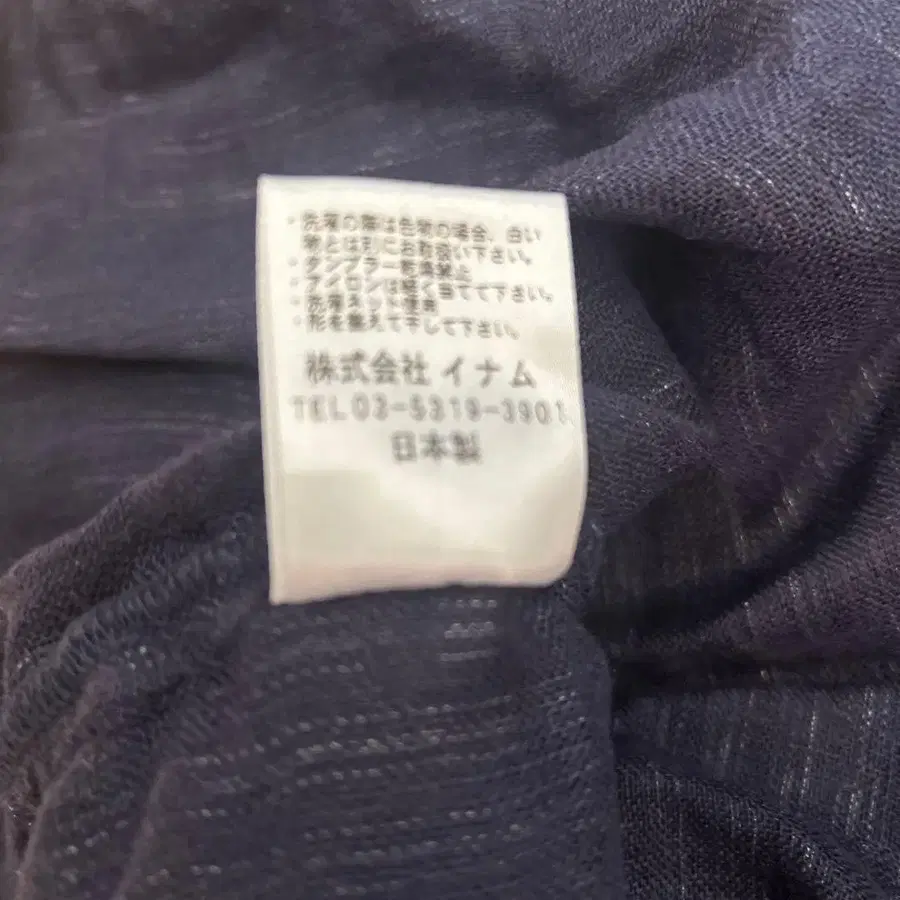 ・洗濯の際は色物の場合、白い
物とは別にお取扱い下さい。
・タンブラー乾燥禁止
・アイロンは軽く当てて下さい。
・洗濯ネット使用
・形を整えて干して下さい。
株式会社 イナム
TEL03-5319-3901
日本製